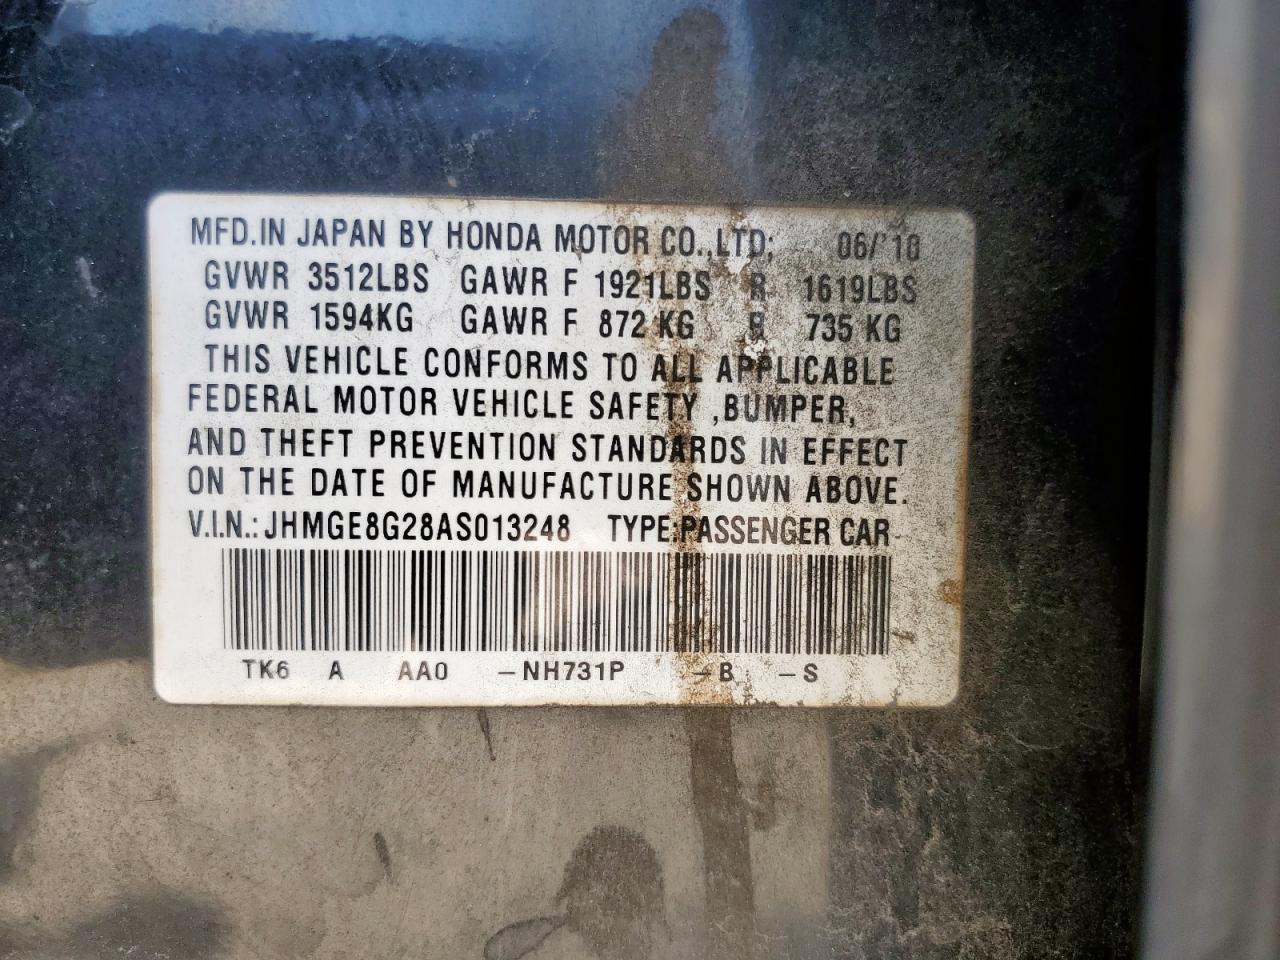 MFD.IN JAPAN BY HONDA MOTOR CO.,LTD; 06/'10
GVWR 3512LBS GAWR F 1921LBS R 1619LBS
GVWR 1594KG GAWR F 872 KG R 735 KG
THIS VEHICLE CONFORMS TO ALL APPLICABLE
FEDERAL MOTOR VEHICLE SAFETY ,BUMPER,
AND THEFT PREVENTION STANDARDS IN EFFECT
ON THE DATE OF MANUFACTURE SHOWN ABOVE.
V.I.N.: JHMGE8G28AS013248 TYPE:PASSENGER CAR
TK6 A AA0 –NH731P –B –S